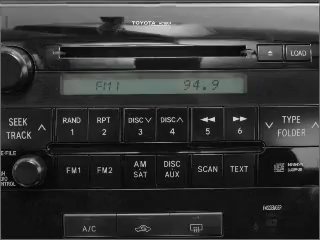 TOYOTA
LOAD
FM1 94.9
SEEK TRACK
RAND 1
RPT 2
DISC 3
DISC 4
5
6
TYPE FOLDER
FM1
FM2
AM SAT
DISC AUX
SCAN
TEXT
A/C